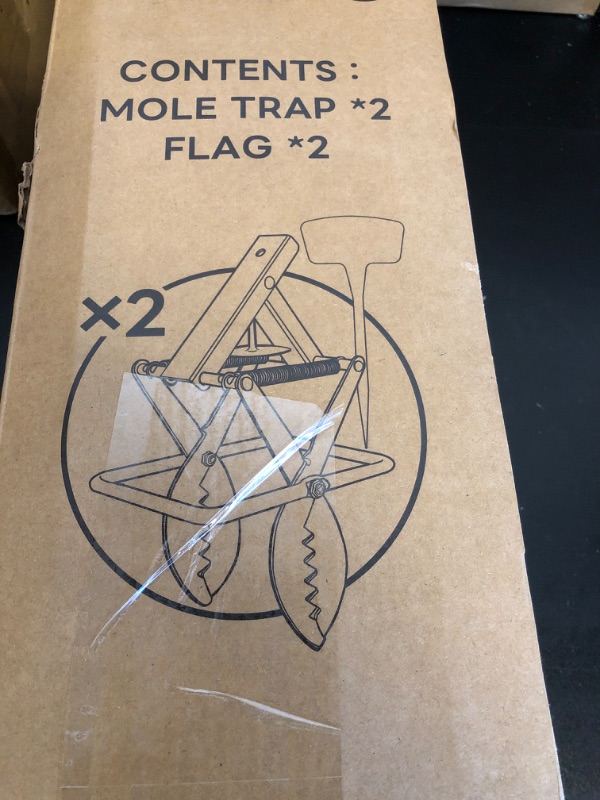 CONTENTS :
MOLE TRAP *2
FLAG *2
×2